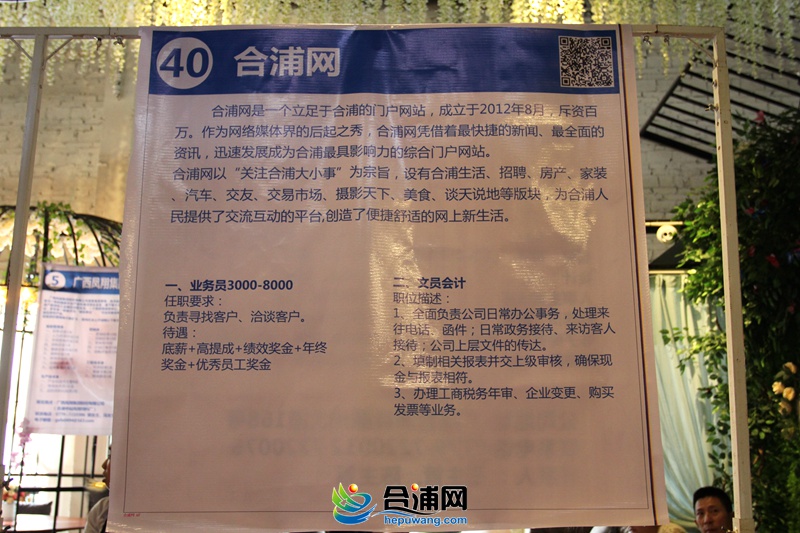 40 合浦网
合浦网是一个立足于合浦的门户网站，成立于2012年8月，斥资百
万。作为网络媒体界的后起之秀，合浦网凭借着最快捷的新闻、最全面的
资讯，迅速发展成为合浦最具影响力的综合门户网站。
合浦网以“关注合浦大小事”为宗旨，设有合浦生活、招聘、房产、家装
、汽车、交友、交易市场、摄影天下、美食、谈天说地等版块，为合浦人
民提供了交流互动的平台,创造了便捷舒适的网上新生活。
一、业务员3000-8000
任职要求：
负责寻找客户、洽谈客户。
待遇：
底薪+高提成+绩效奖金+年终
奖金+优秀员工奖金
二、文员会计
职位描述：
1、全面负责公司日常办公事务，处理来
往电话、函件；日常政务接待、来访客人
接待；公司上层文件的传达。
2、填制相关报表并交上级审核，确保现
金与报表相符。
3、办理工商税务年审、企业变更、购买
发票等业务。
5 广西凤翔集
合浦网
hepuwang.com